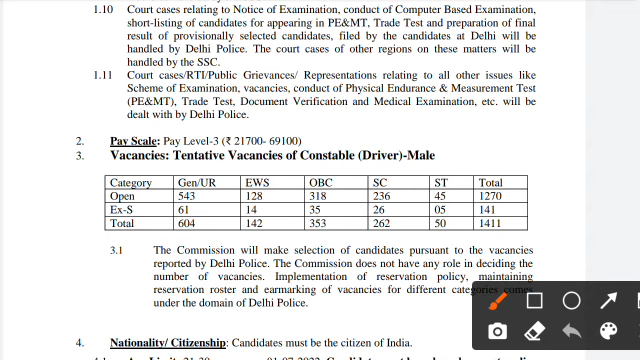 1.10 Court cases relating to Notice of Examination, conduct of Computer Based Examination,
short-listing of candidates for appearing in PE&MT, Trade Test and preparation of final
result of provisionally selected candidates, filed by the candidates at Delhi will be
handled by Delhi Police. The court cases of other regions on these matters will be
handled by the SSC.
1.11 Court cases/RTI/Public Grievances/ Representations relating to all other issues like
Scheme of Examination, vacancies, conduct of Physical Endurance & Measurement Test
(PE&MT), Trade Test, Document Verification and Medical Examination, etc. will be
dealt with by Delhi Police.
2. Pay Scale: Pay Level-3 (₹ 21700- 69100)
3. Vacancies: Tentative Vacancies of Constable (Driver)-Male
Category Gen/UR EWS OBC SC ST Total
Open 543 128 318 236 45 1270
Ex-S 61 14 35 26 05 141
Total 604 142 353 262 50 1411
3.1 The Commission will make selection of candidates pursuant to the vacancies
reported by Delhi Police. The Commission does not have any role in deciding the
number of vacancies. Implementation of reservation policy, maintaining
reservation roster and earmarking of vacancies for different categories comes
under the domain of Delhi Police.
4. Nationality/ Citizenship: Candidates must be the citizen of India.